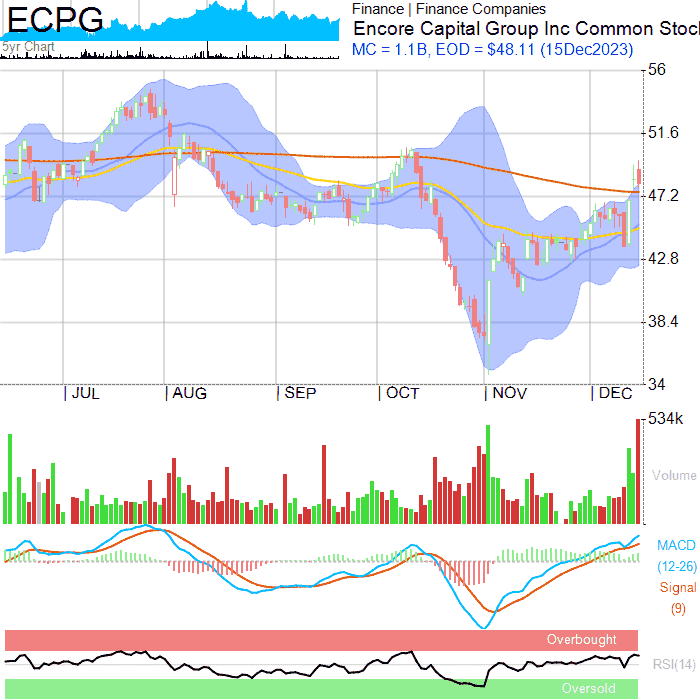 ECPG
5yr Chart
Finance | Finance Companies
Encore Capital Group Inc Common Stoc
MC = 1.1B, EOD = $48.11 (15Dec2023)
56
51.6
47.2
42.8
38.4
34
JUL
AUG
SEP
OCT
NOV
DEC
534k
Volume
MACD
(12-26)
Signal
(9)
Overbought
RSI(14)
Oversold